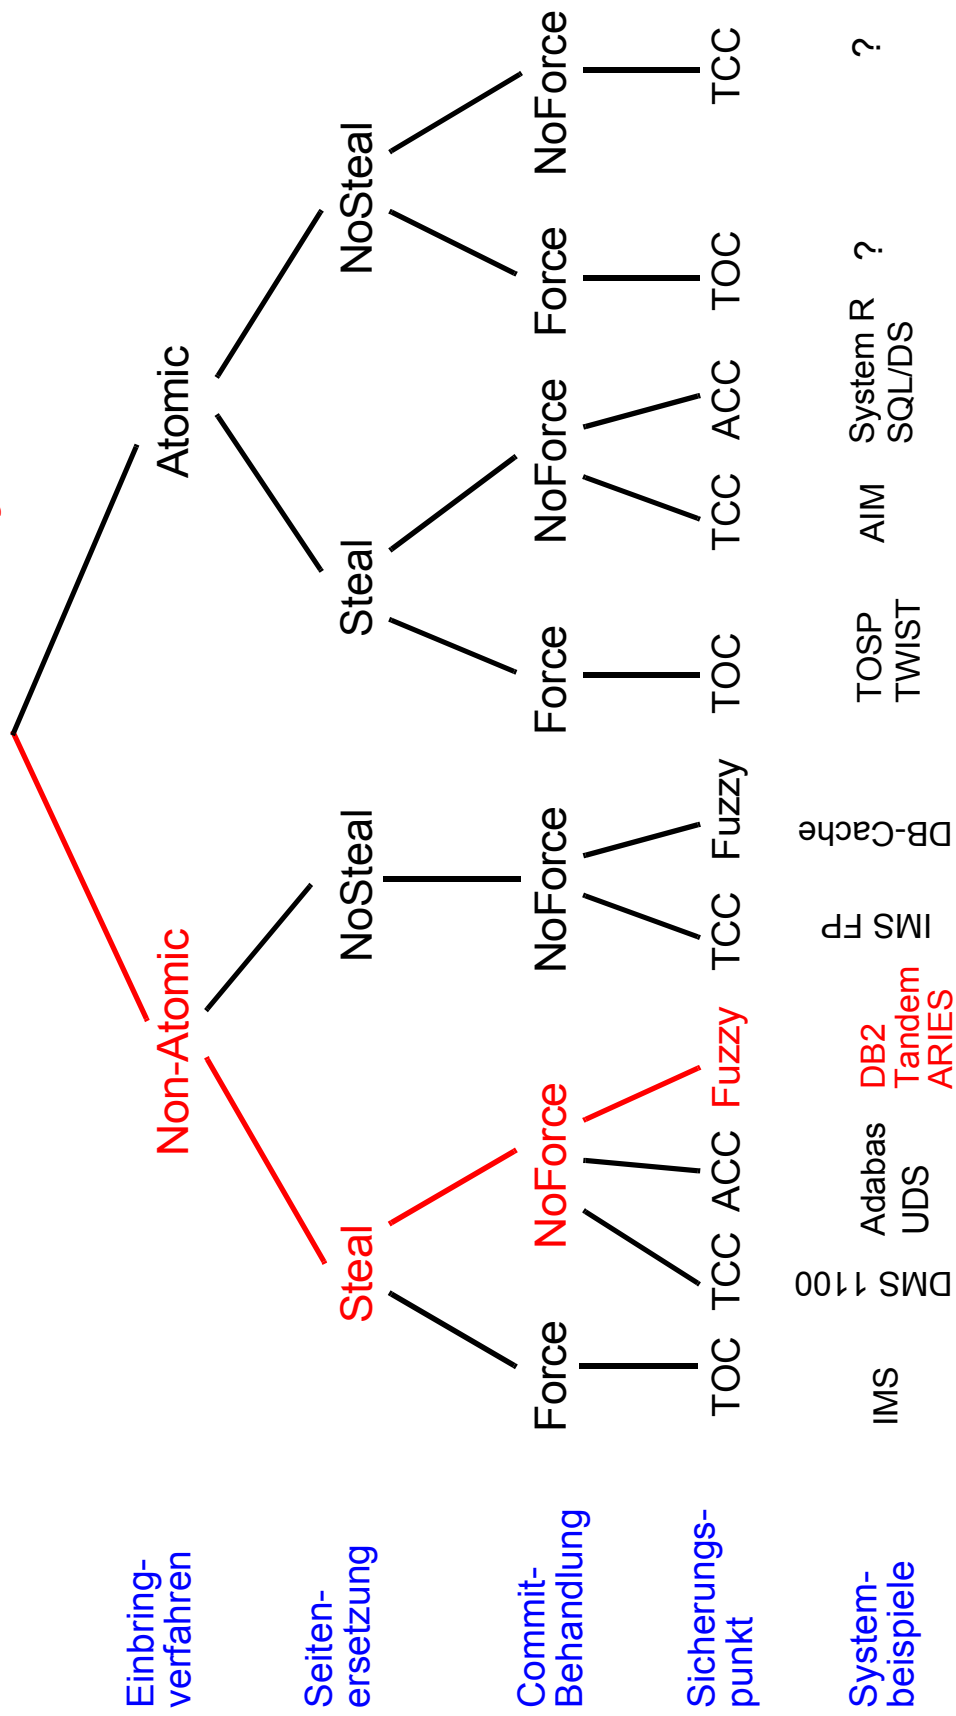 Einbring-
verfahren
Non-Atomic
Atomic
Seiten-
ersetzung
Steal
NoSteal
Steal
NoSteal
Commit-
Behandlung
Force
NoForce
NoForce
Force
NoForce
Force
NoForce
Sicherungs-
punkt
TOC
TCC
ACC
Fuzzy
TCC
Fuzzy
TOC
TCC
ACC
TOC
TCC
System-
beispiele
IMS
DMS 1100
Adabas
UDS
DB2
Tandem
ARIES
IMS FP
DB-Cache
TOSP
TWIST
AIM
System R
SQL/DS
?
?